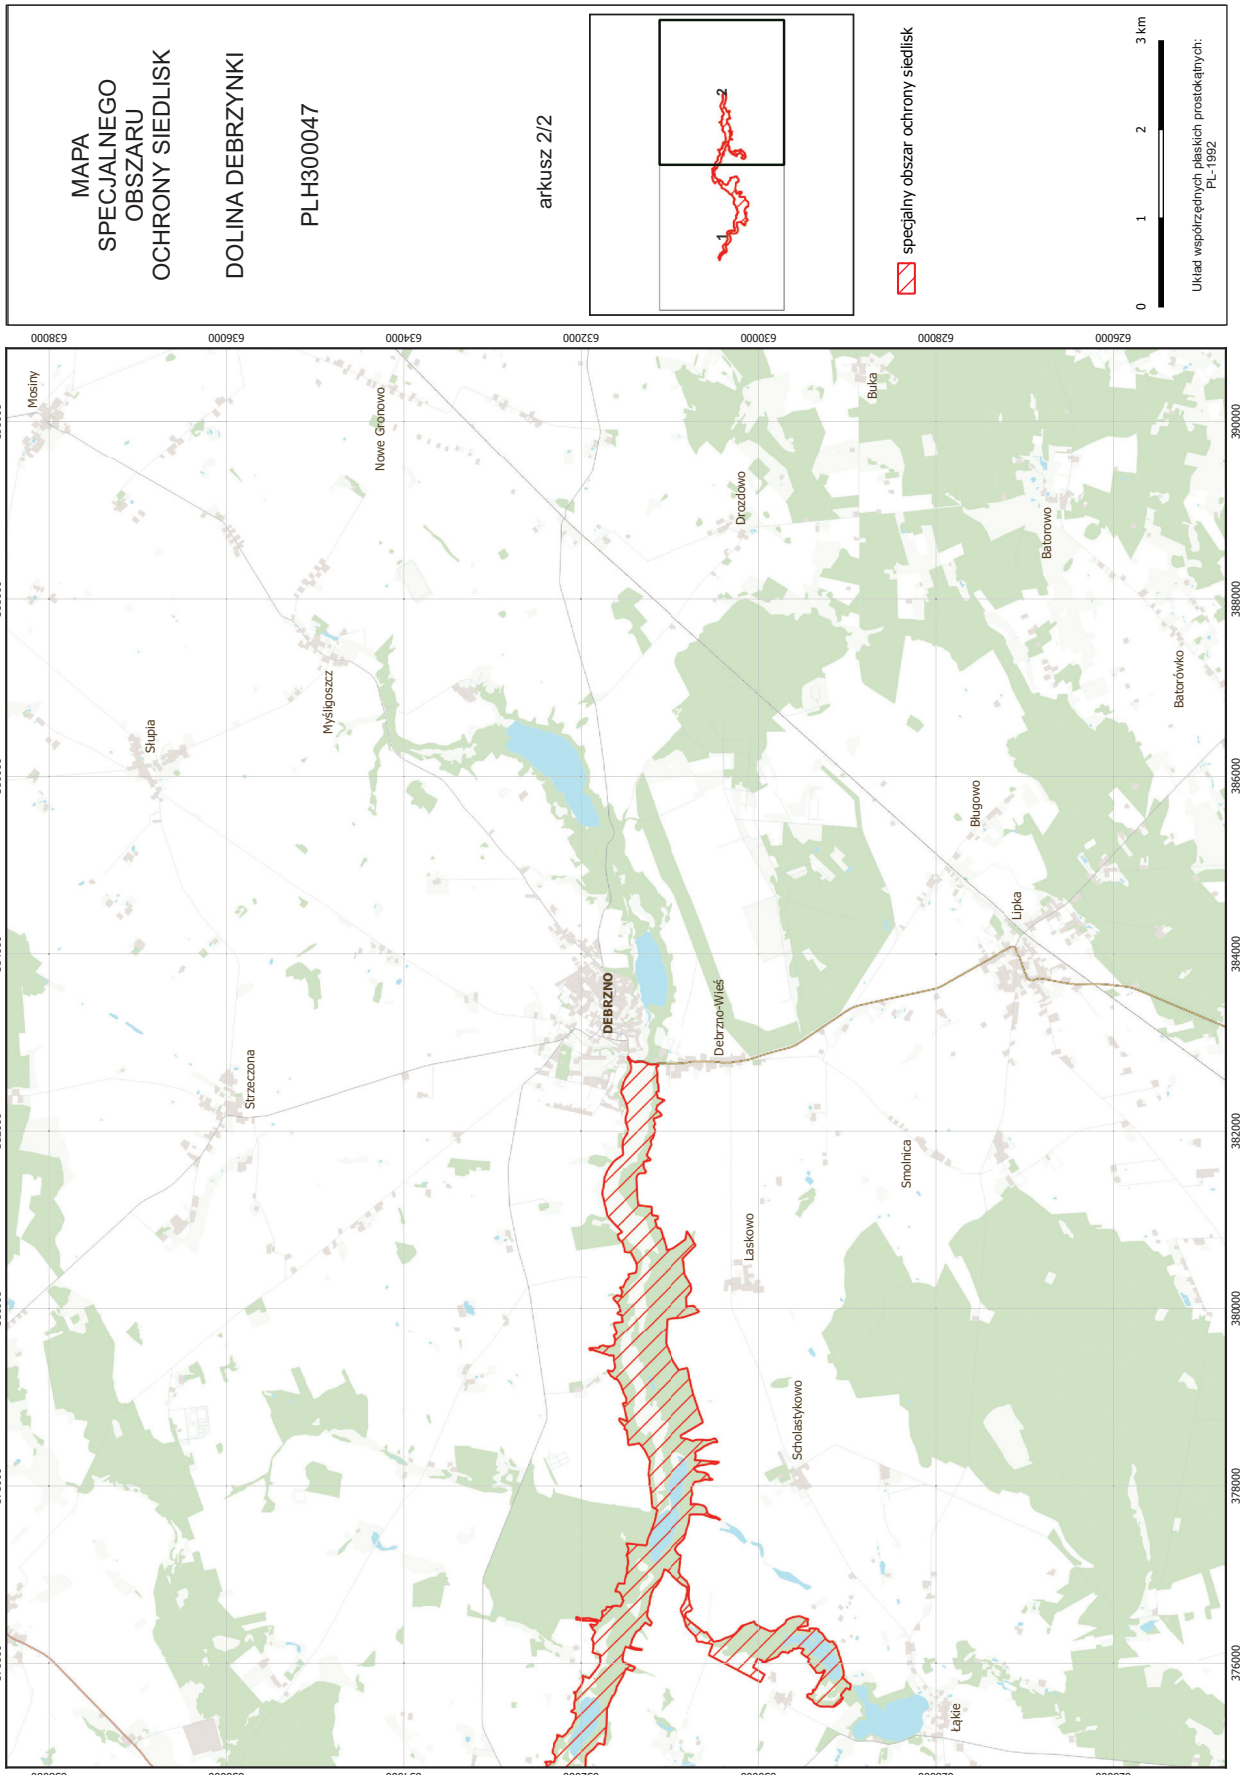 MAPA
SPECJALNEGO
OBSZARU
OCHRONY SIEDLISK
DOLINA DEBRZYNKI
PLH300047
arkusz 2/2
1
2
specjalny obszar ochrony siedlisk
0 1 2 3 km
Układ współrzędnych płaskich prostokątnych:
PL-1992
638000
636000
634000
632000
630000
628000
626000
Mosiny
Nowe Gronowo
Buka
Drozdowo
Batorowo
Słupia
Myśligoszcz
Batorówko
Bługowo
Lipka
DEBRZNO
Debrzno-Wieś
Strzeczona
Smolnica
Laskowo
Scholastykowo
Łąkie
390000
388000
386000
384000
382000
380000
378000
376000